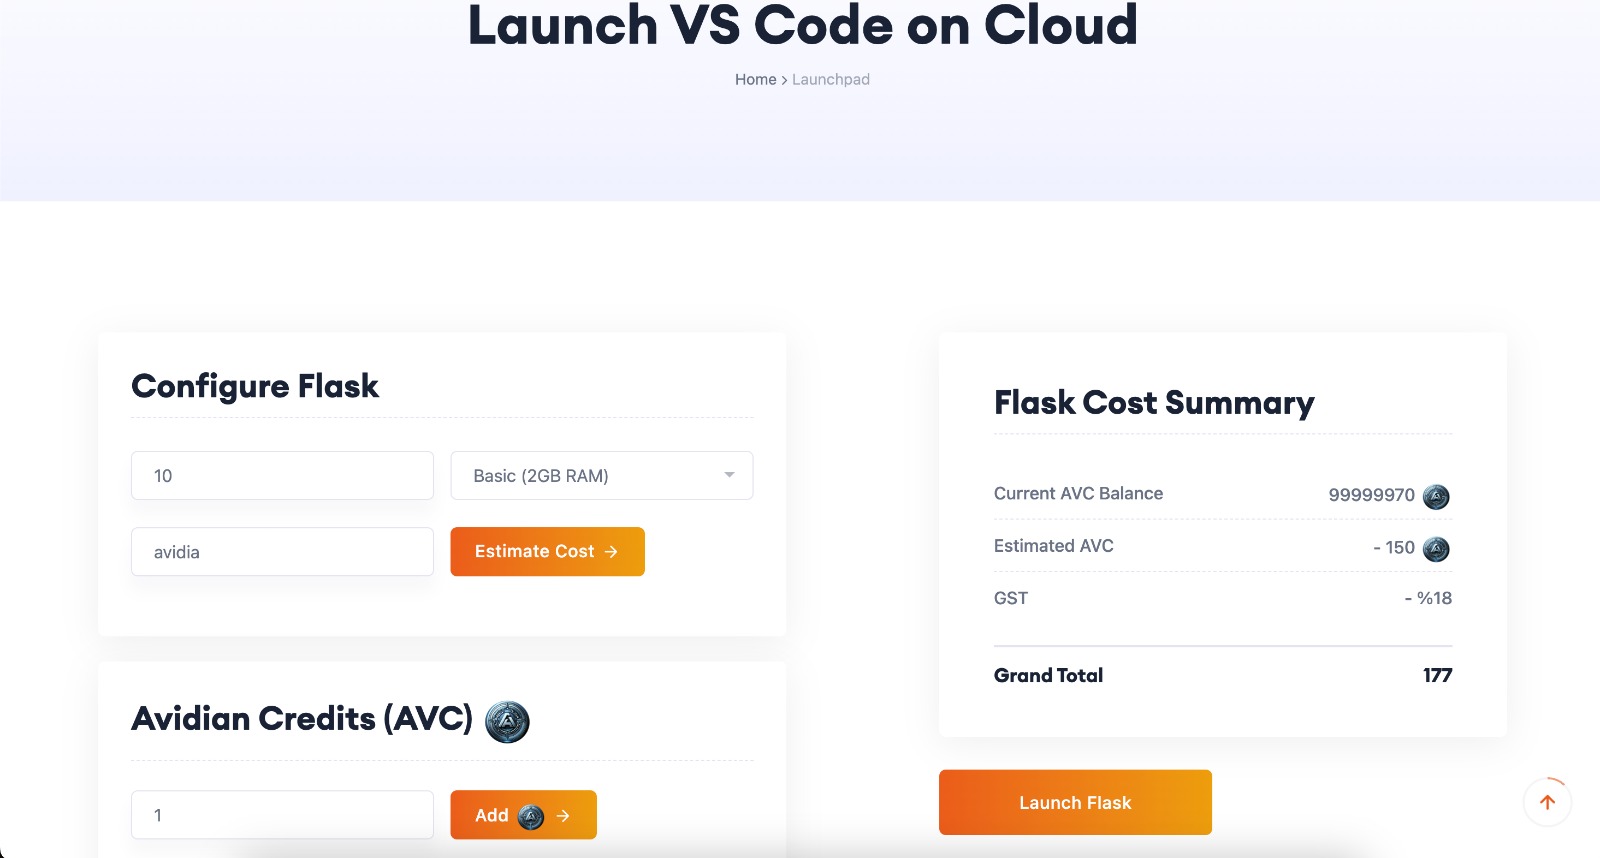 Launch VS Code on Cloud
Home > Launchpad
Configure Flask
10
Basic (2GB RAM)
avidia
Estimate Cost →
Avidian Credits (AVC)
1
Add →
Flask Cost Summary
Current AVC Balance 99999970
Estimated AVC - 150
GST - %18
Grand Total 177
Launch Flask